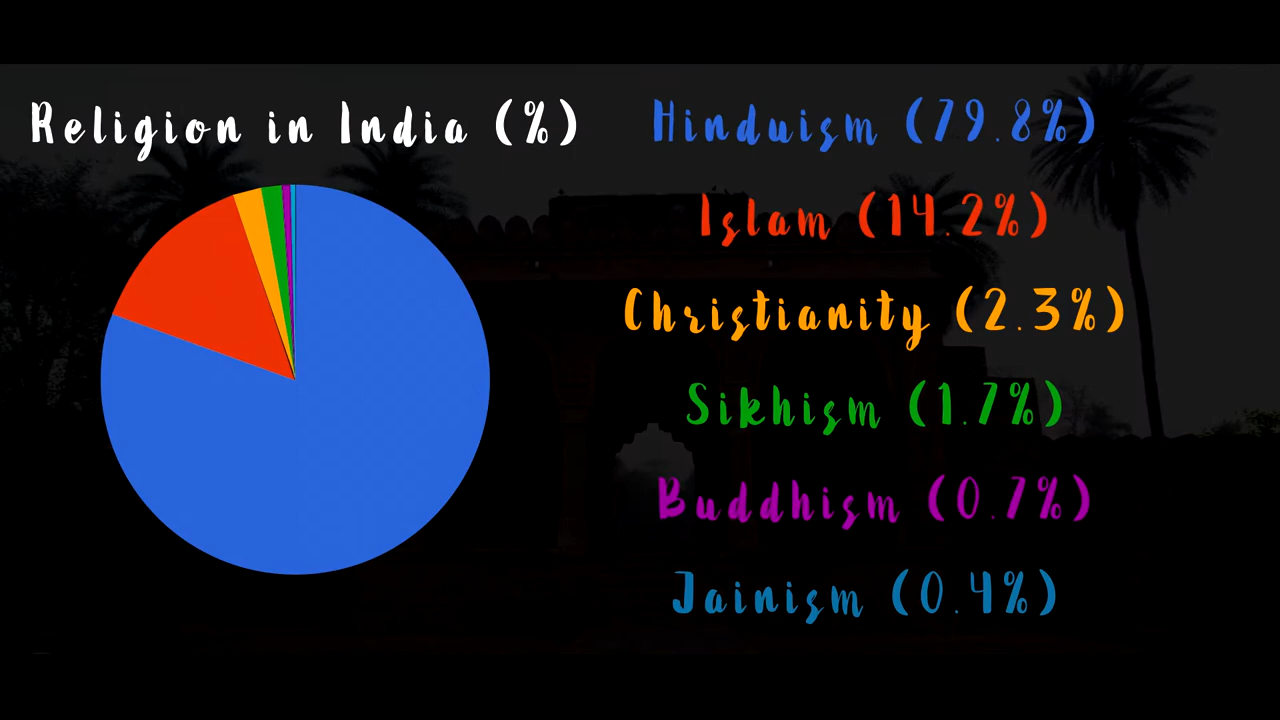 Religion in India (%)
Hinduism (79.8%)
Islam (14.2%)
Christianity (2.3%)
Sikhism (1.7%)
Buddhism (0.7%)
Jainism (0.4%)